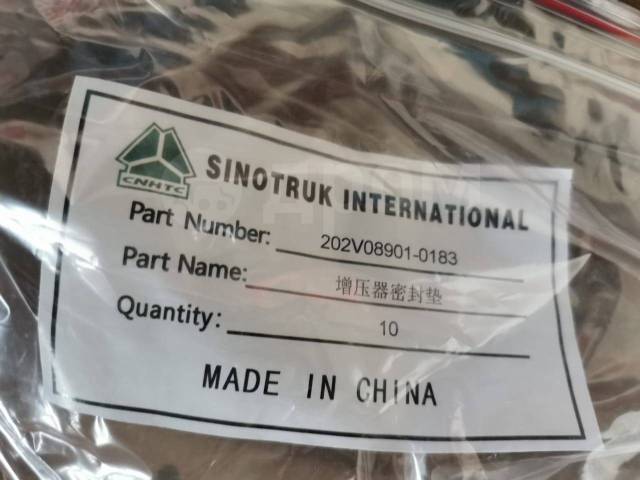 CNHTC
SINOTRUK INTERNATIONAL
Part Number: 202V08901-0183
Part Name: 增压器密封垫
Quantity: 10
MADE IN CHINA